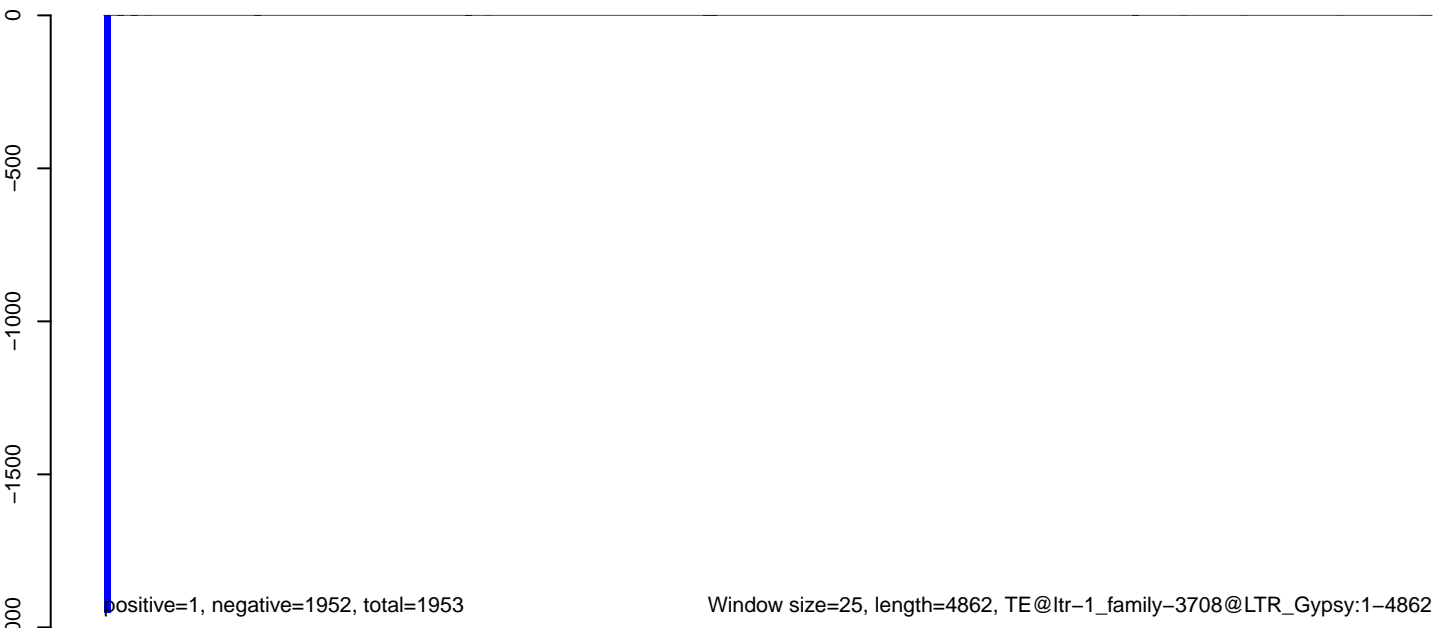 0
−500
−1000
−1500
positive=1, negative=1952, total=1953
Window size=25, length=4862, TE@ltr−1_family−3708@LTR_Gypsy:1−4862